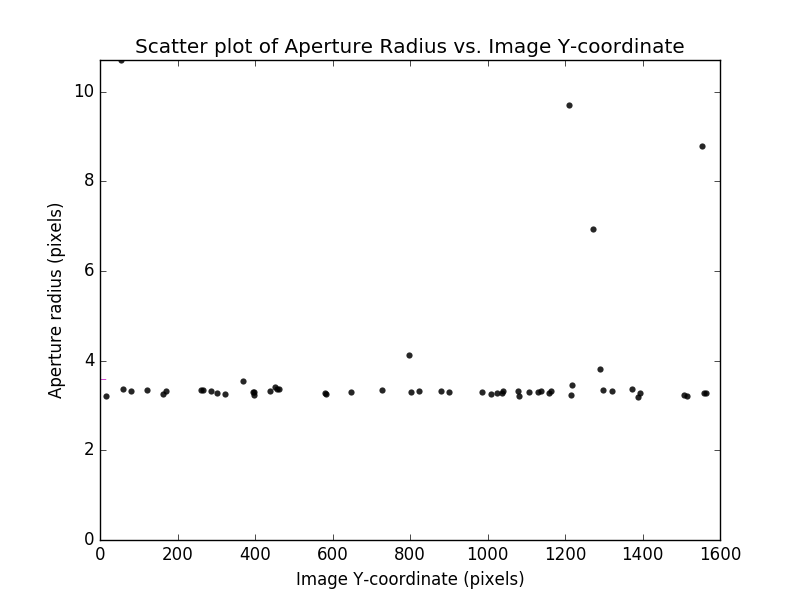 Scatter plot of Aperture Radius vs. Image Y-coordinate
10
8
6
4
2
0
Aperture radius (pixels)
0 200 400 600 800 1000 1200 1400 1600
Image Y-coordinate (pixels)